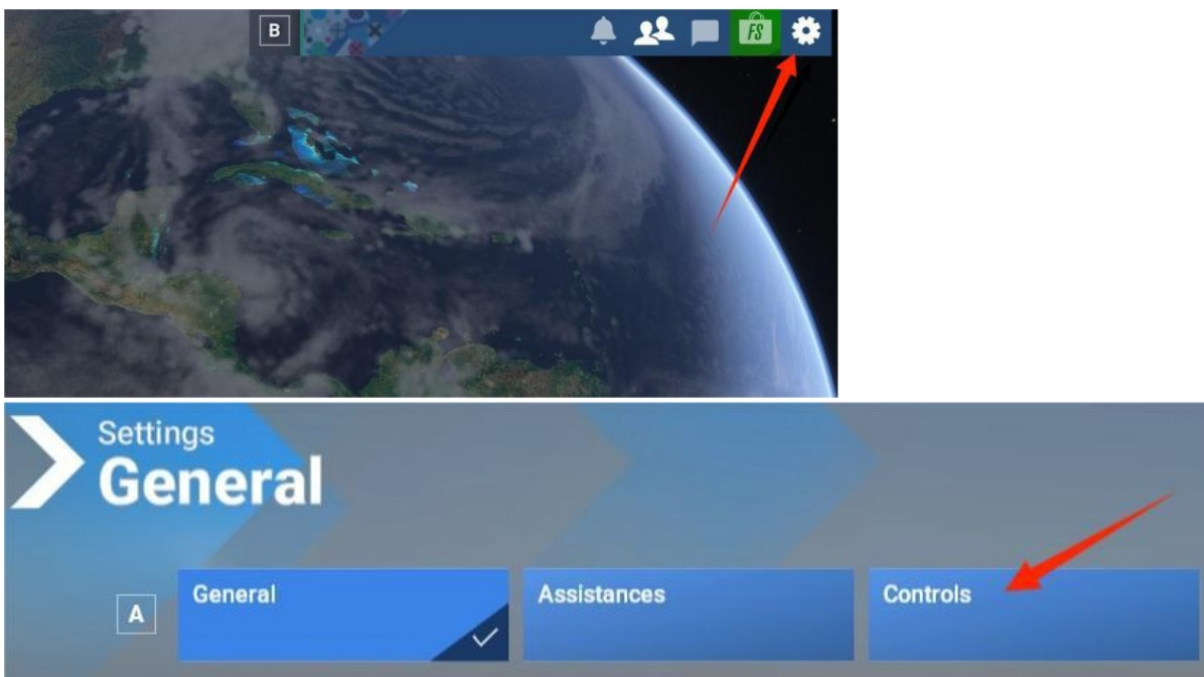 B
FS
Settings
General
A
General
Assistances
Controls